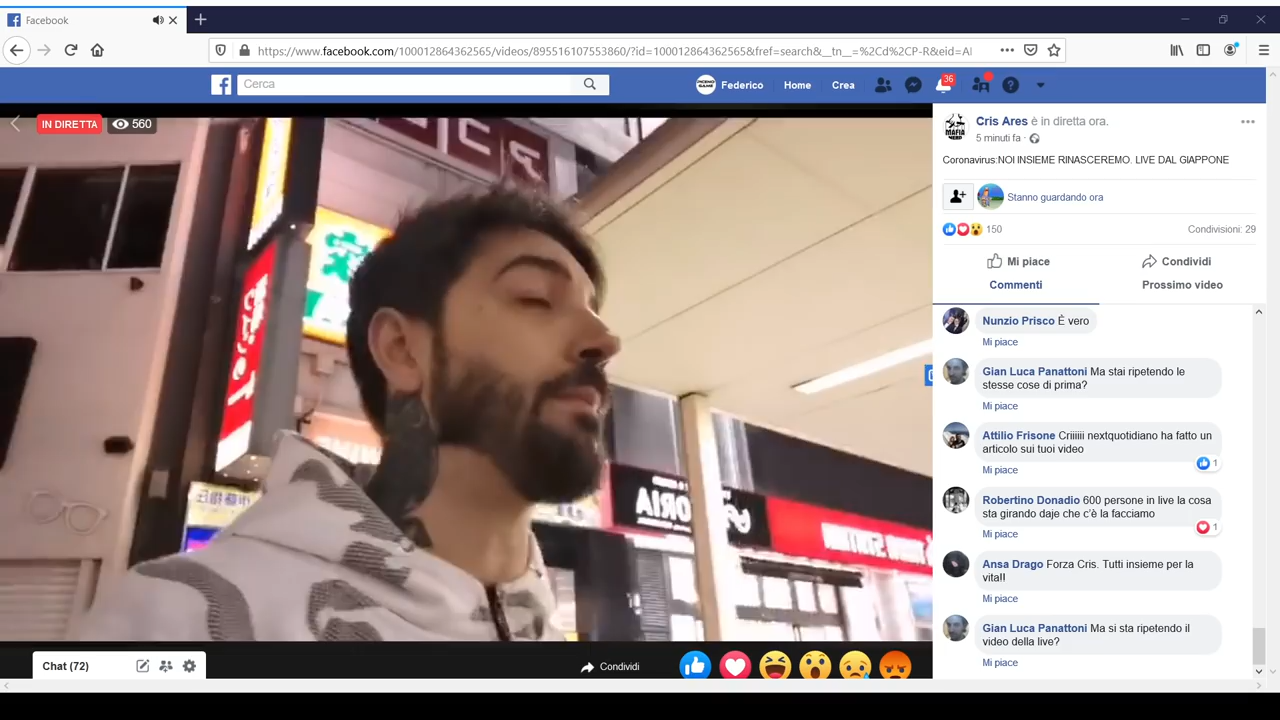 Facebook
https://www.facebook.com/100012864362565/videos/895516107553860/?id=100012864362565&fref=search&__tn__=%2Cd%2CP-R&eid=A
Cerca
Federico
Home
Crea
36
IN DIRETTA
560
Cris Ares è in diretta ora.
5 minuti fa ·
Coronavirus:NOI INSIEME RINASCEREMO. LIVE DAL GIAPPONE
Stanno guardando ora
150
Condivisioni: 29
Mi piace
Condividi
Commenti
Prossimo video
Nunzio Prisco È vero
Mi piace
Gian Luca Panattoni Ma stai ripetendo le
stesse cose di prima?
Mi piace
Attilio Frisone Criiiiii nextquotidiano ha fatto un
articolo sui tuoi video
1
Mi piace
Robertino Donadio 600 persone in live la cosa
sta girando daje che c'è la facciamo
1
Mi piace
Ansa Drago Forza Cris. Tutti insieme per la
vita!!
Mi piace
Gian Luca Panattoni Ma si sta ripetendo il
video della live?
Mi piace
Chat (72)
Condividi